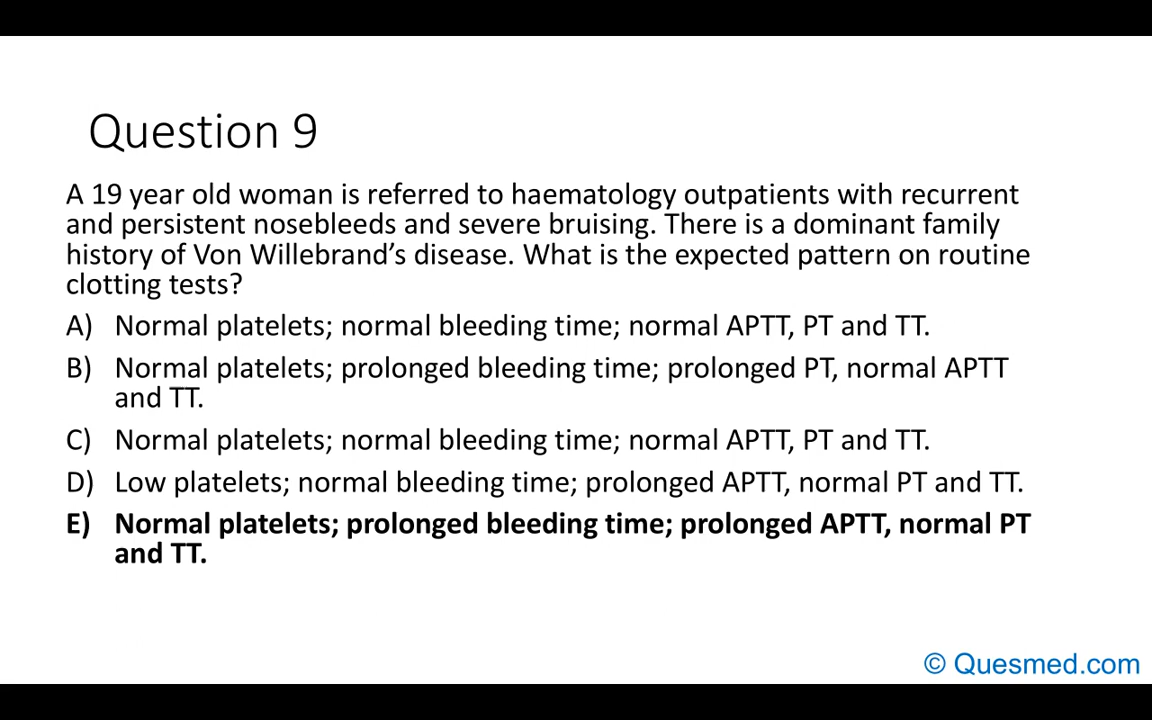 Question 9
A 19 year old woman is referred to haematology outpatients with recurrent
and persistent nosebleeds and severe bruising. There is a dominant family
history of Von Willebrand’s disease. What is the expected pattern on routine
clotting tests?
A) Normal platelets; normal bleeding time; normal APTT, PT and TT.
B) Normal platelets; prolonged bleeding time; prolonged PT, normal APTT
and TT.
C) Normal platelets; normal bleeding time; normal APTT, PT and TT.
D) Low platelets; normal bleeding time; prolonged APTT, normal PT and TT.
E) Normal platelets; prolonged bleeding time; prolonged APTT, normal PT
and TT.
© Quesmed.com